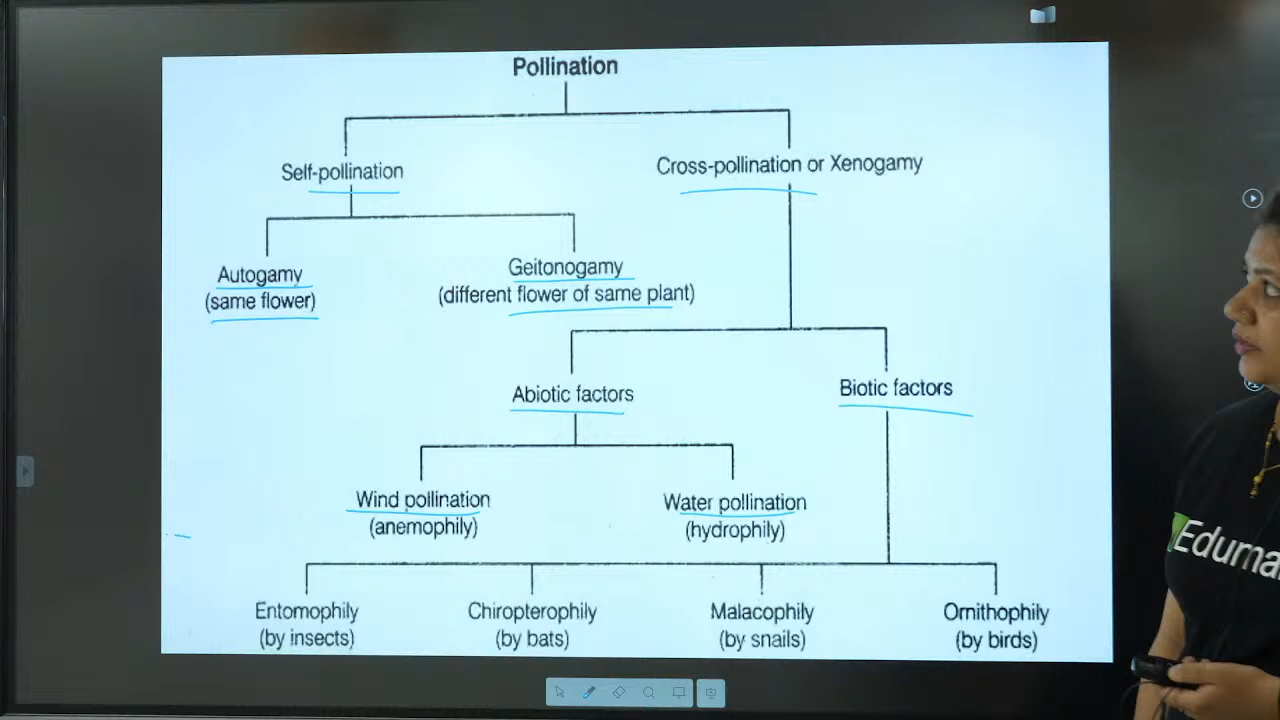 Pollination
Self-pollination
Cross-pollination or Xenogamy
Autogamy
(same flower)
Geitonogamy
(different flower of same plant)
Abiotic factors
Biotic factors
Wind pollination
(anemophily)
Water pollination
(hydrophily)
Entomophily
(by insects)
Chiropterophily
(by bats)
Malacophily
(by snails)
Ornithophily
(by birds)